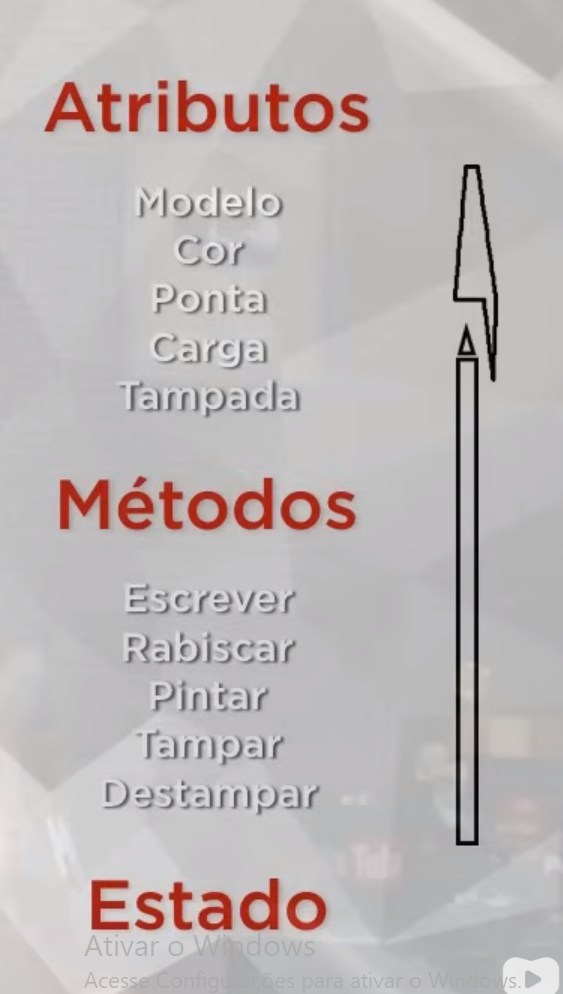 Atributos
Modelo
Cor
Ponta
Carga
Tampada
Métodos
Escrever
Rabiscar
Pintar
Tampar
Destampar
Estado
Ativar o Windows
Acesse Configurações para ativar o Windows.